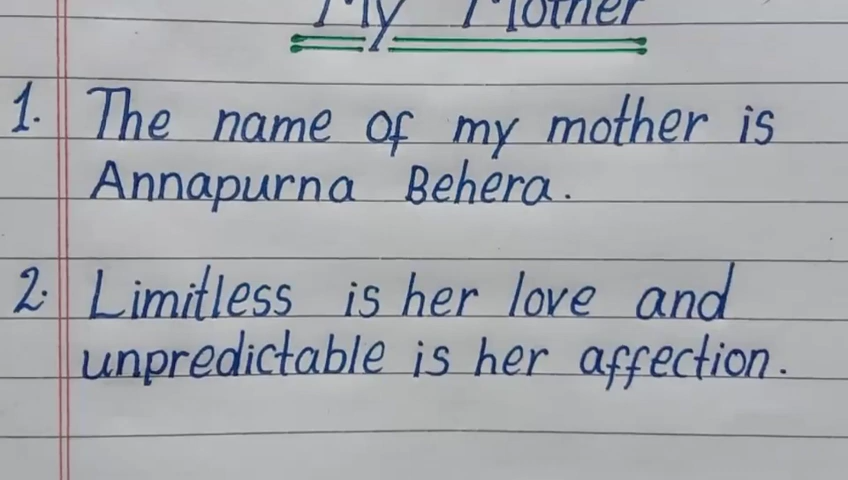 My Mother
1. The name of my mother is
Annapurna Behera.
2. Limitless is her love and
unpredictable is her affection.